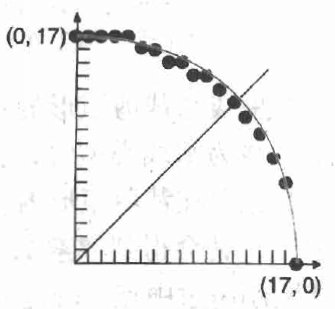 (0, 17)
(17, 0)